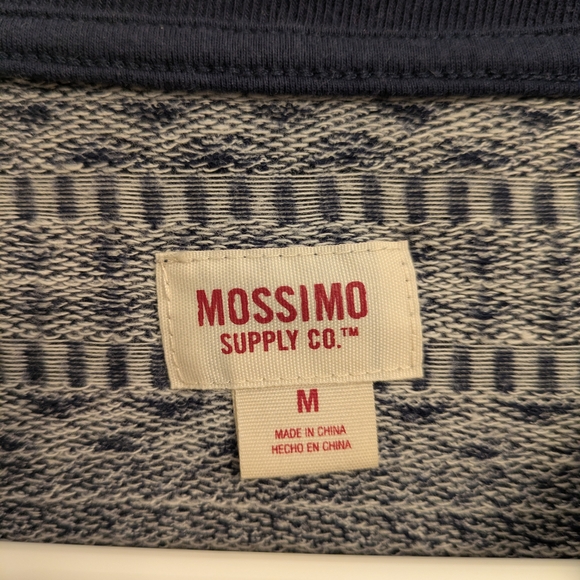 MOSSIMO
SUPPLY CO.™
M
MADE IN CHINA
HECHO EN CHINA